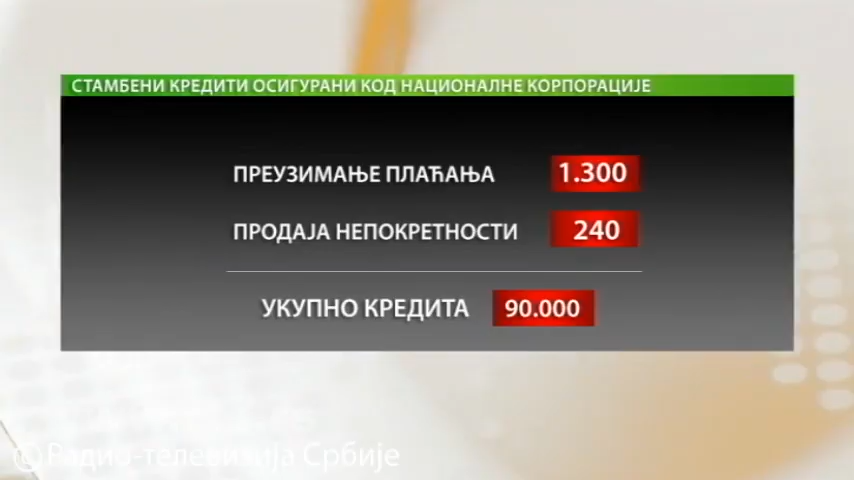 СТАМБЕНИ КРЕДИТИ ОСИГУРАНИ КОД НАЦИОНАЛНЕ КОРПОРАЦИЈЕ
ПРЕУЗИМАЊЕ ПЛАЋАЊА 1.300
ПРОДАЈА НЕПОКРЕТНОСТИ 240
УКУПНО КРЕДИТА 90.000
© Радио-телевизија Србије